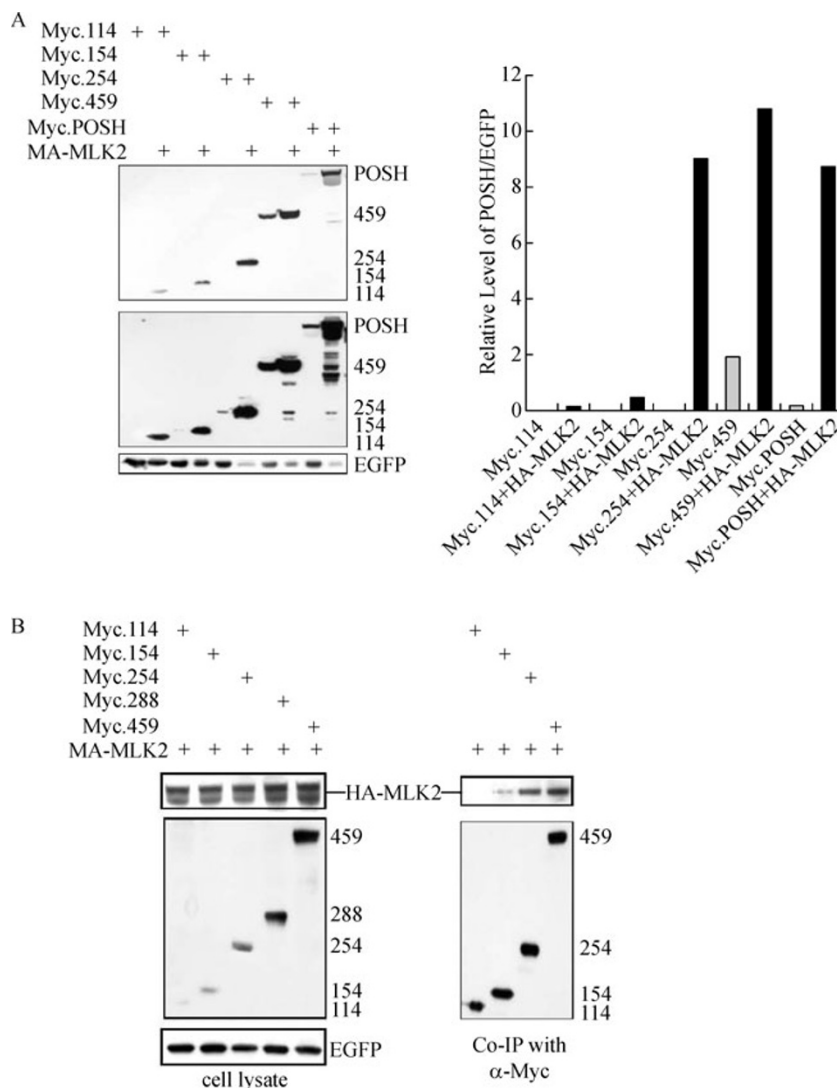 A
Myc.114 + +
Myc.154 + +
Myc.254 + +
Myc.459 + +
Myc.POSH + +
MA-MLK2 + + + + +
POSH
459
254
154
114
POSH
459
254
154
114
EGFP
Relative Level of POSH/EGFP
12
10
8
6
4
2
0
Myc.114
Myc.114+HA-MLK2
Myc.154
Myc.154+HA-MLK2
Myc.254
Myc.254+HA-MLK2
Myc.459
Myc.459+HA-MLK2
Myc.POSH
Myc.POSH+HA-MLK2
B
Myc.114 + +
Myc.154 + +
Myc.254 + +
Myc.288 +
Myc.459 + +
MA-MLK2 + + + + + + + + +
HA-MLK2
459
288
254
154
114
EGFP
cell lysate
459
254
154
114
Co-IP with
α-Myc